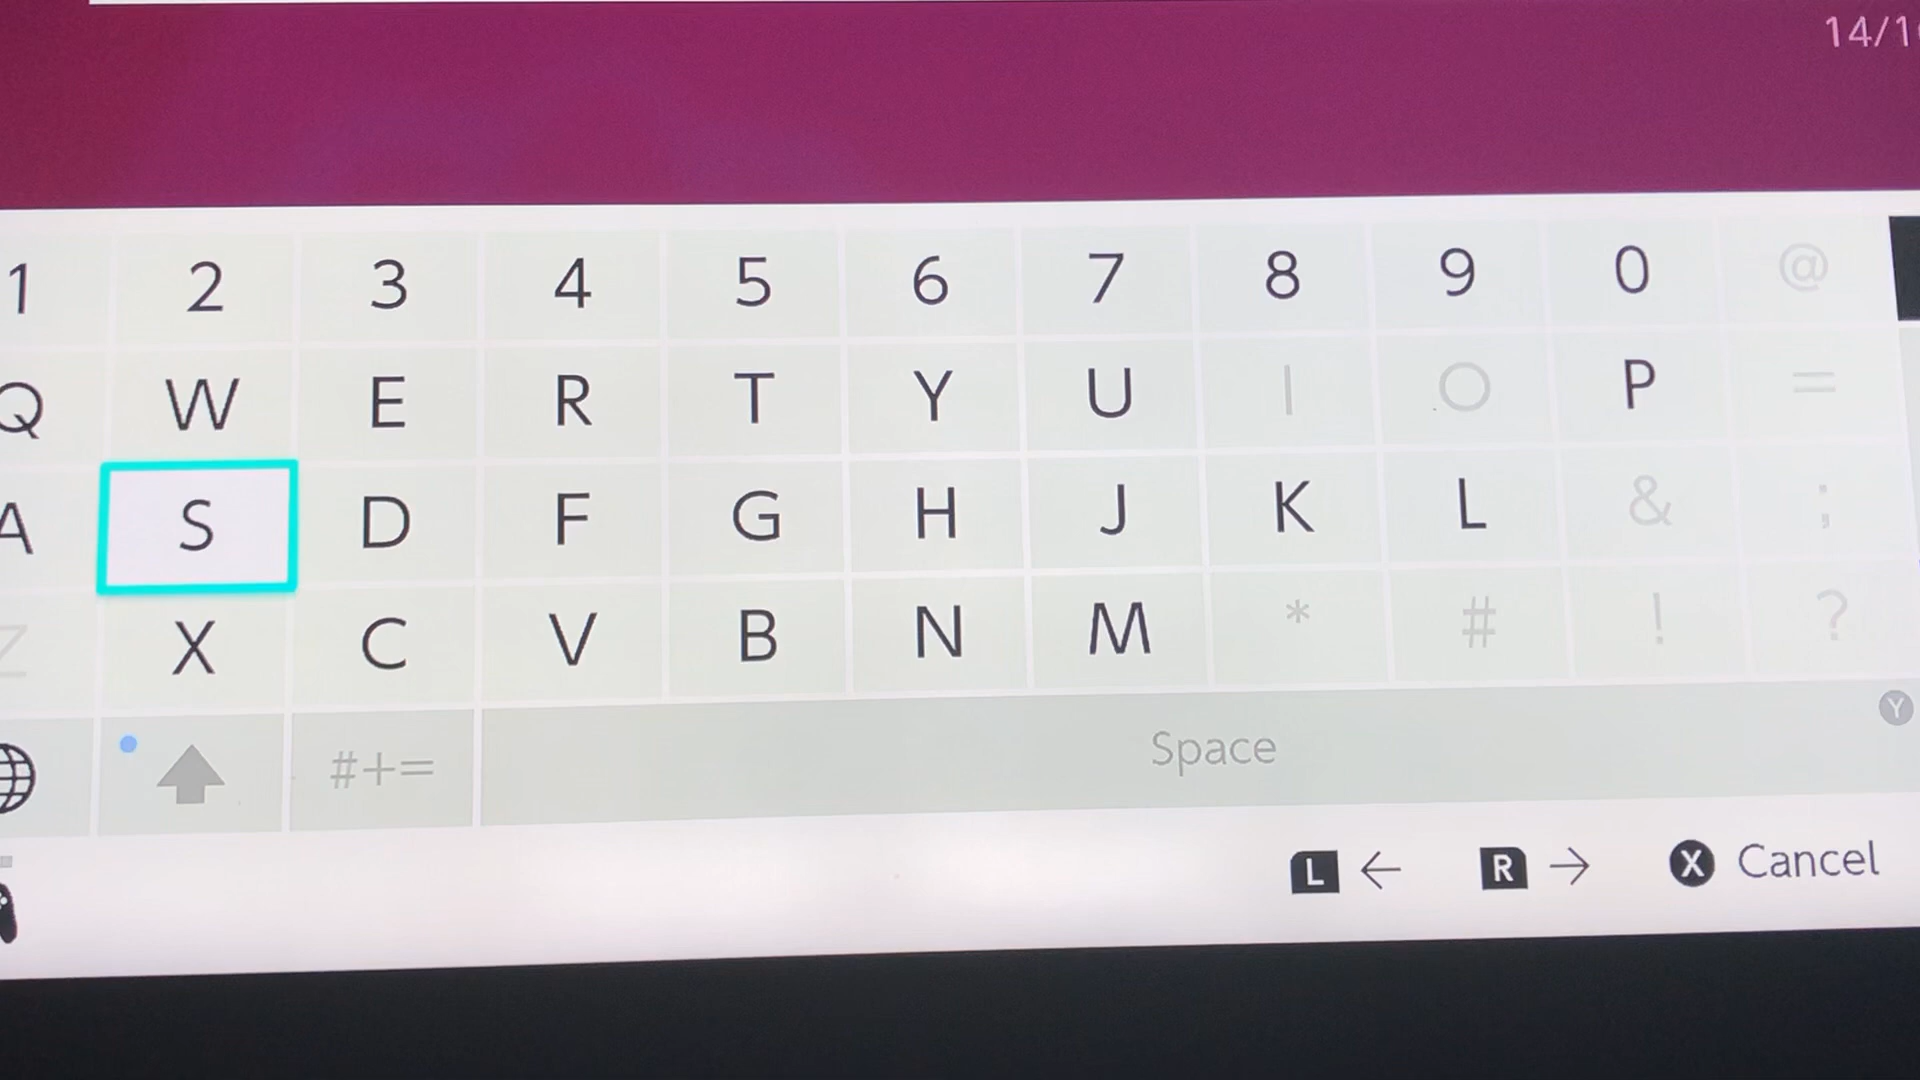 14/1
1 2 3 4 5 6 7 8 9 0 @
Q W E R T Y U I O P =
A S D F G H J K L & ;
Z X C V B N M * # ! ?
#+= Space Y
L ← R → X Cancel